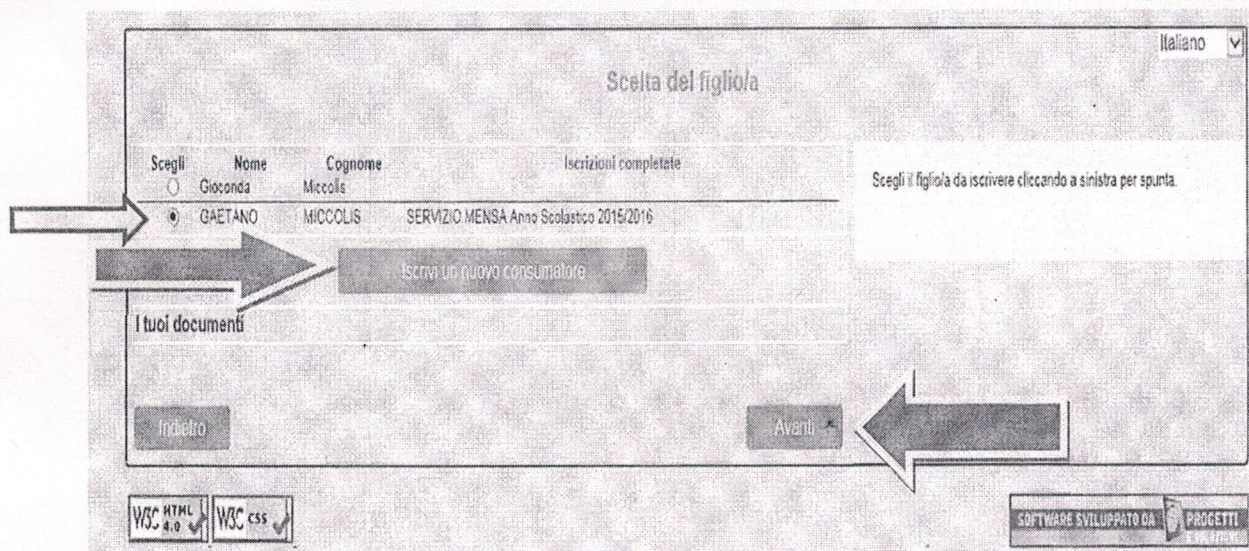 Italiano
Scelta del figlio/a
Scegli Nome Cognome Iscrizioni completate
Gioconda Miccolis
GAETANO MICCOLIS SERVIZIO MENSA Anno Scolastico 2015/2016
Scegli il figlio/a da iscrivere cliccando a sinistra per spunta.
Iscrivi un nuovo consumatore
I tuoi documenti
Indietro
Avanti
W3C HTML 4.0
W3C css
SOFTWARE SVILUPPATO DA PROGETTI
E SOLUZIONI